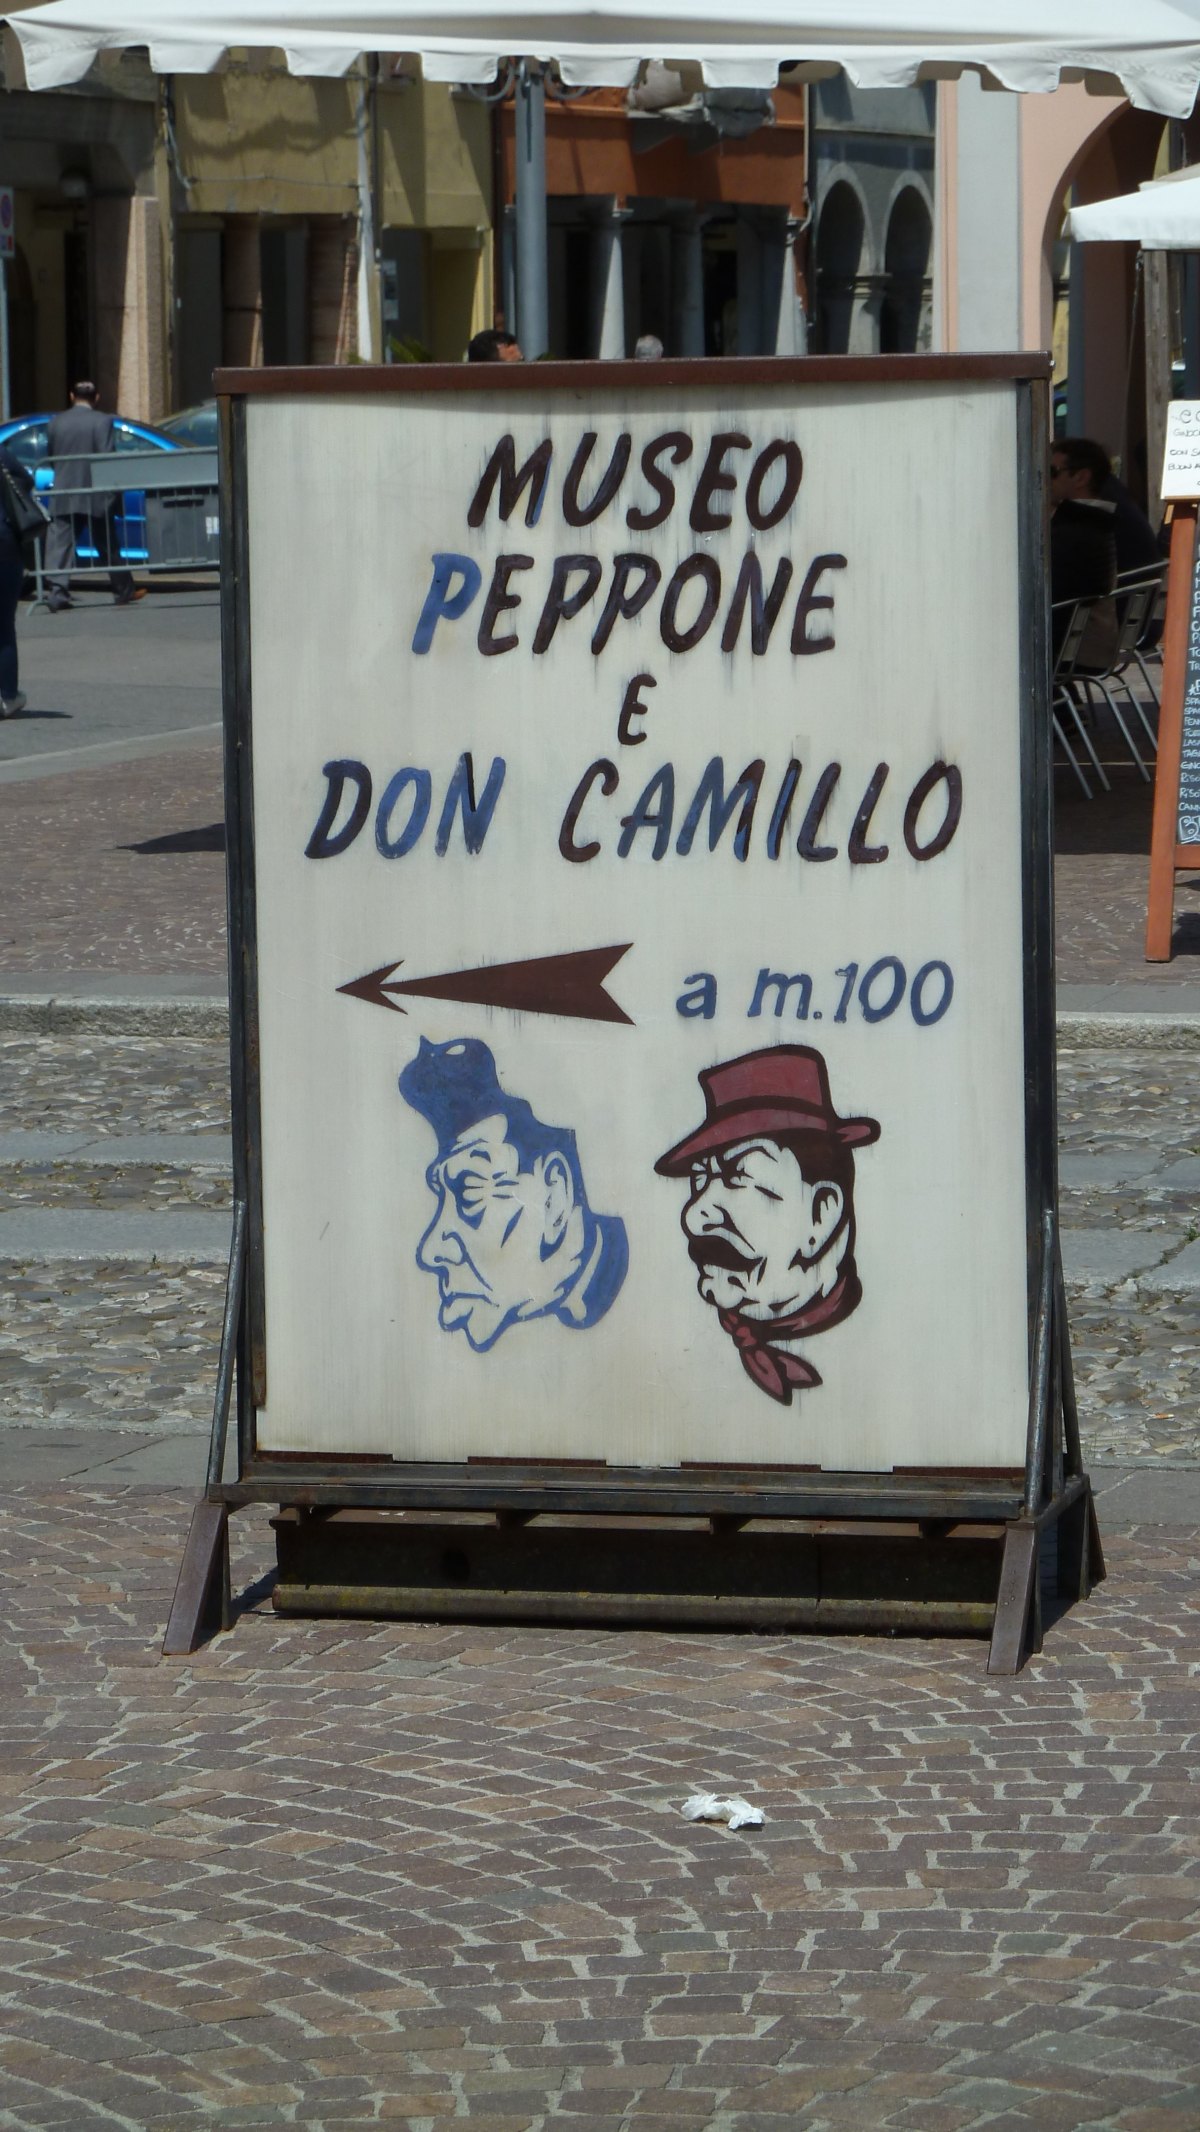 MUSEO
PEPPONE
E
DON CAMILLO
a m.100